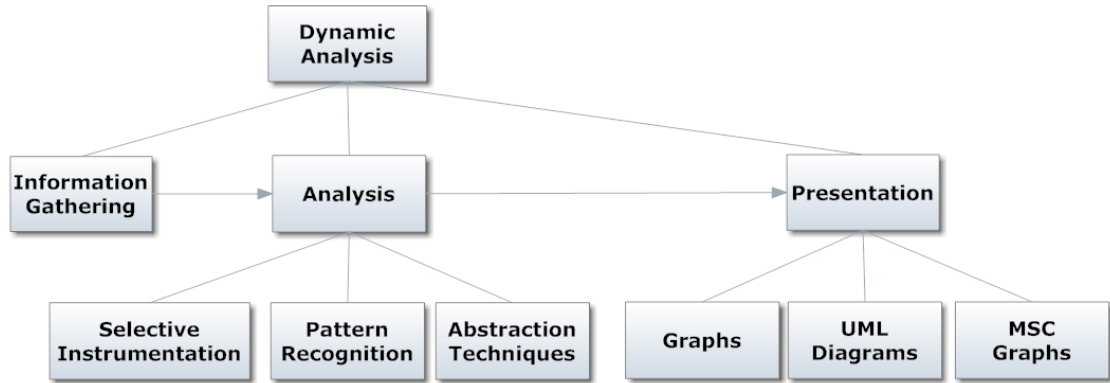 Dynamic
Analysis
Information
Gathering
Analysis
Presentation
Selective
Instrumentation
Pattern
Recognition
Abstraction
Techniques
Graphs
UML
Diagrams
MSC
Graphs